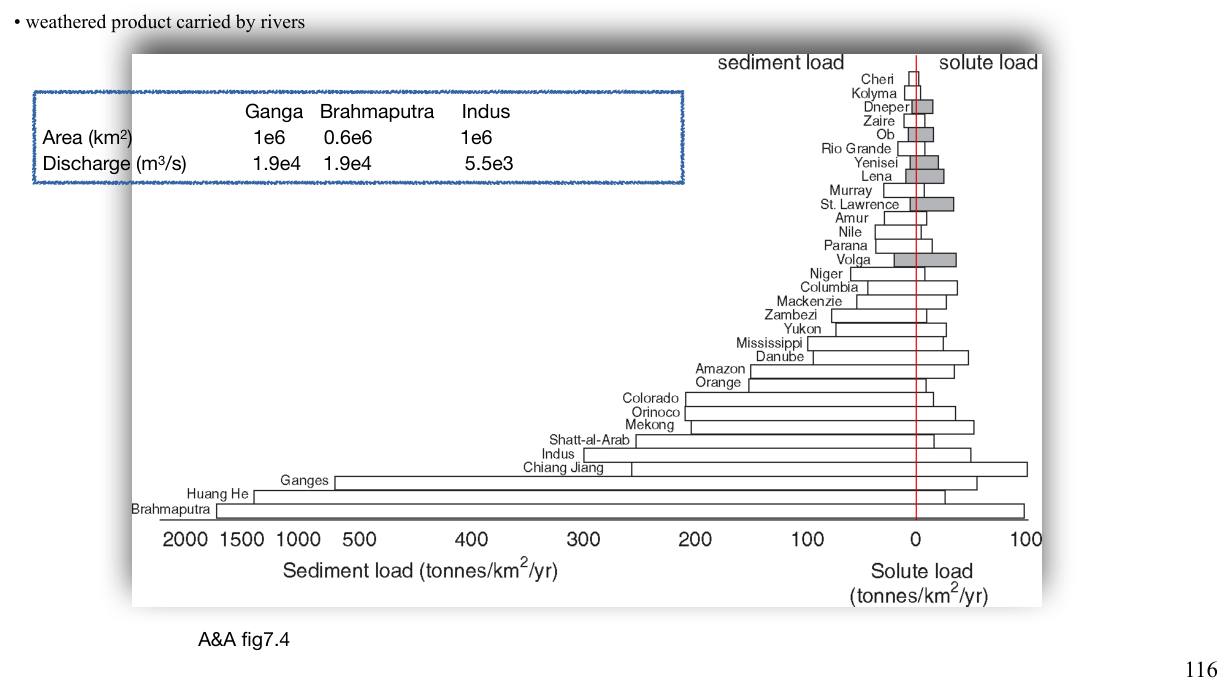 • weathered product carried by rivers
sediment load solute load
Ganga Brahmaputra Indus
Area (km²) 1e6 0.6e6 1e6
Discharge (m³/s) 1.9e4 1.9e4 5.5e3
Cheri
Kolyma
Dneper
Zaire
Ob
Rio Grande
Yenisei
Lena
Murray
St. Lawrence
Amur
Nile
Parana
Volga
Niger
Columbia
Mackenzie
Zambezi
Yukon
Mississippi
Danube
Amazon
Orange
Colorado
Orinoco
Mekong
Shatt-al-Arab
Indus
Chiang Jiang
Ganges
Huang He
Brahmaputra
2000 1500 1000 500 400 300 200 100 0 100
Sediment load (tonnes/km²/yr) Solute load
(tonnes/km²/yr)
A&A fig7.4
116